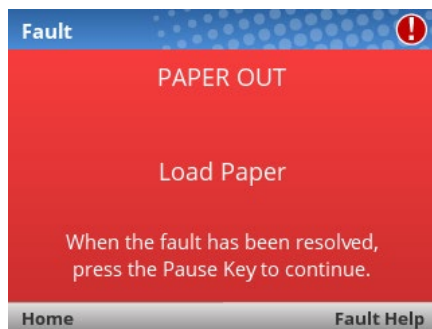 Fault
PAPER OUT
Load Paper
When the fault has been resolved,
press the Pause Key to continue.
Home
Fault Help